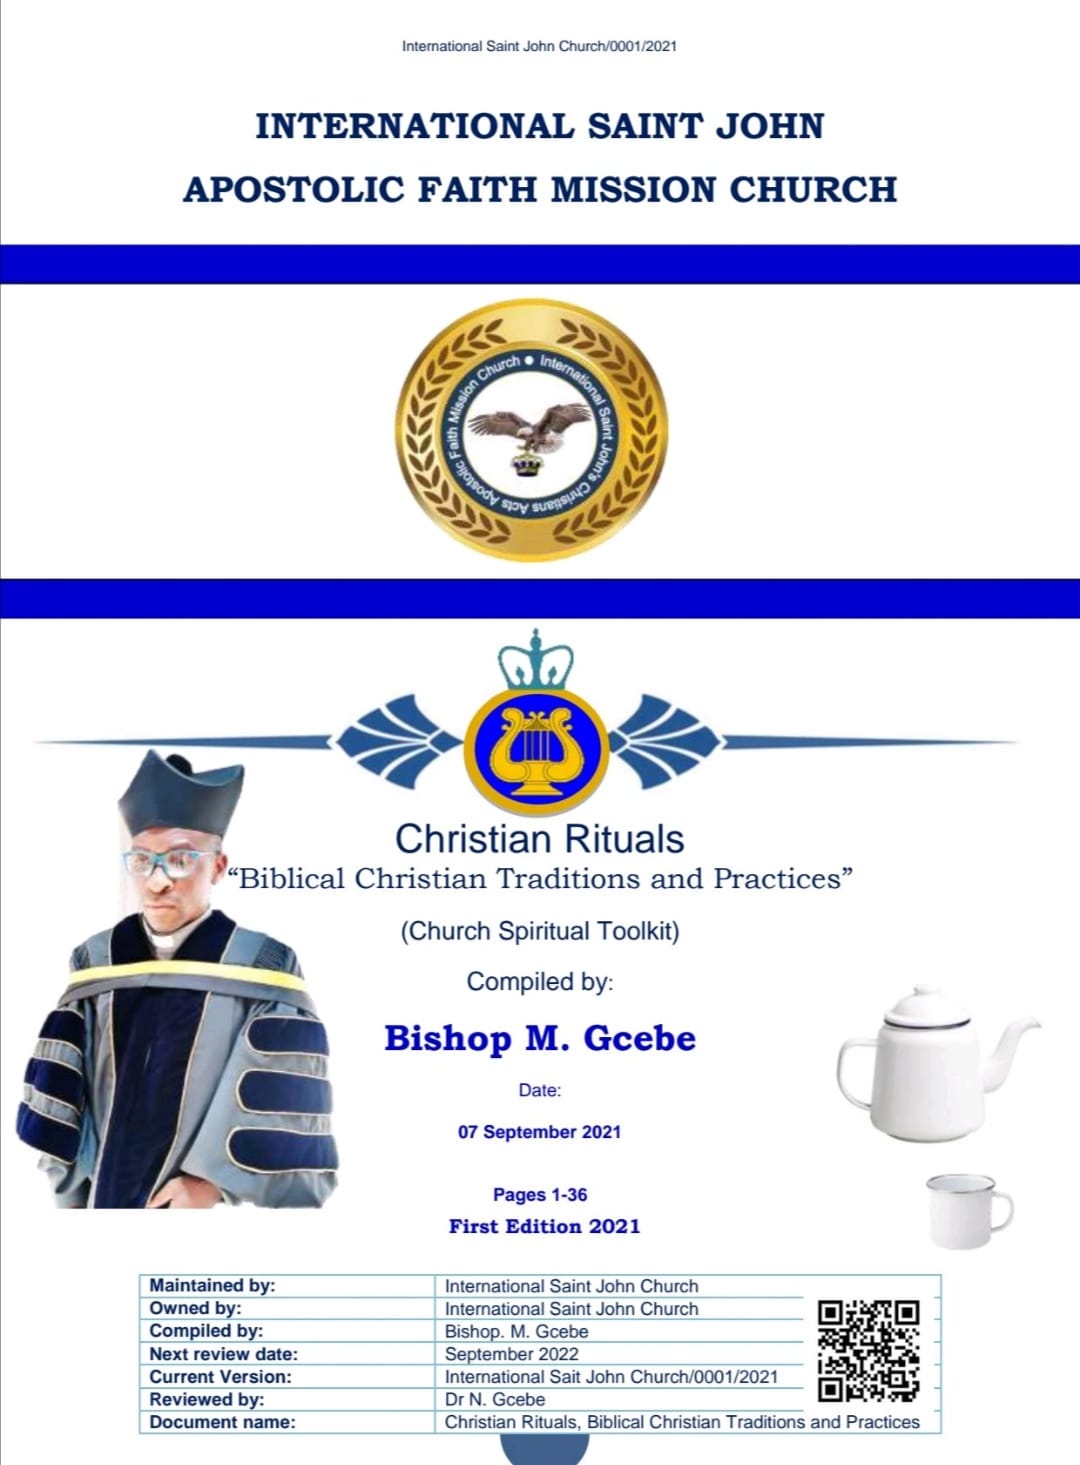 International Saint John Church/0001/2021
INTERNATIONAL SAINT JOHN
APOSTOLIC FAITH MISSION CHURCH
International Saint John's Christians Acts Apostolic Faith Mission Church
Christian Rituals
“Biblical Christian Traditions and Practices”
(Church Spiritual Toolkit)
Compiled by:
Bishop M. Gcebe
Date:
07 September 2021
Pages 1-36
First Edition 2021
Maintained by: International Saint John Church
Owned by: International Saint John Church
Compiled by: Bishop. M. Gcebe
Next review date: September 2022
Current Version: International Sait John Church/0001/2021
Reviewed by: Dr N. Gcebe
Document name: Christian Rituals, Biblical Christian Traditions and Practices